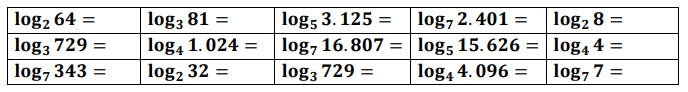 log₂ 64 = log₃ 81 = log₅ 3.125 = log₇ 2.401 = log₂ 8 =
log₃ 729 = log₄ 1.024 = log₇ 16.807 = log₅ 15.626 = log₄ 4 =
log₇ 343 = log₂ 32 = log₃ 729 = log₄ 4.096 = log₇ 7 =